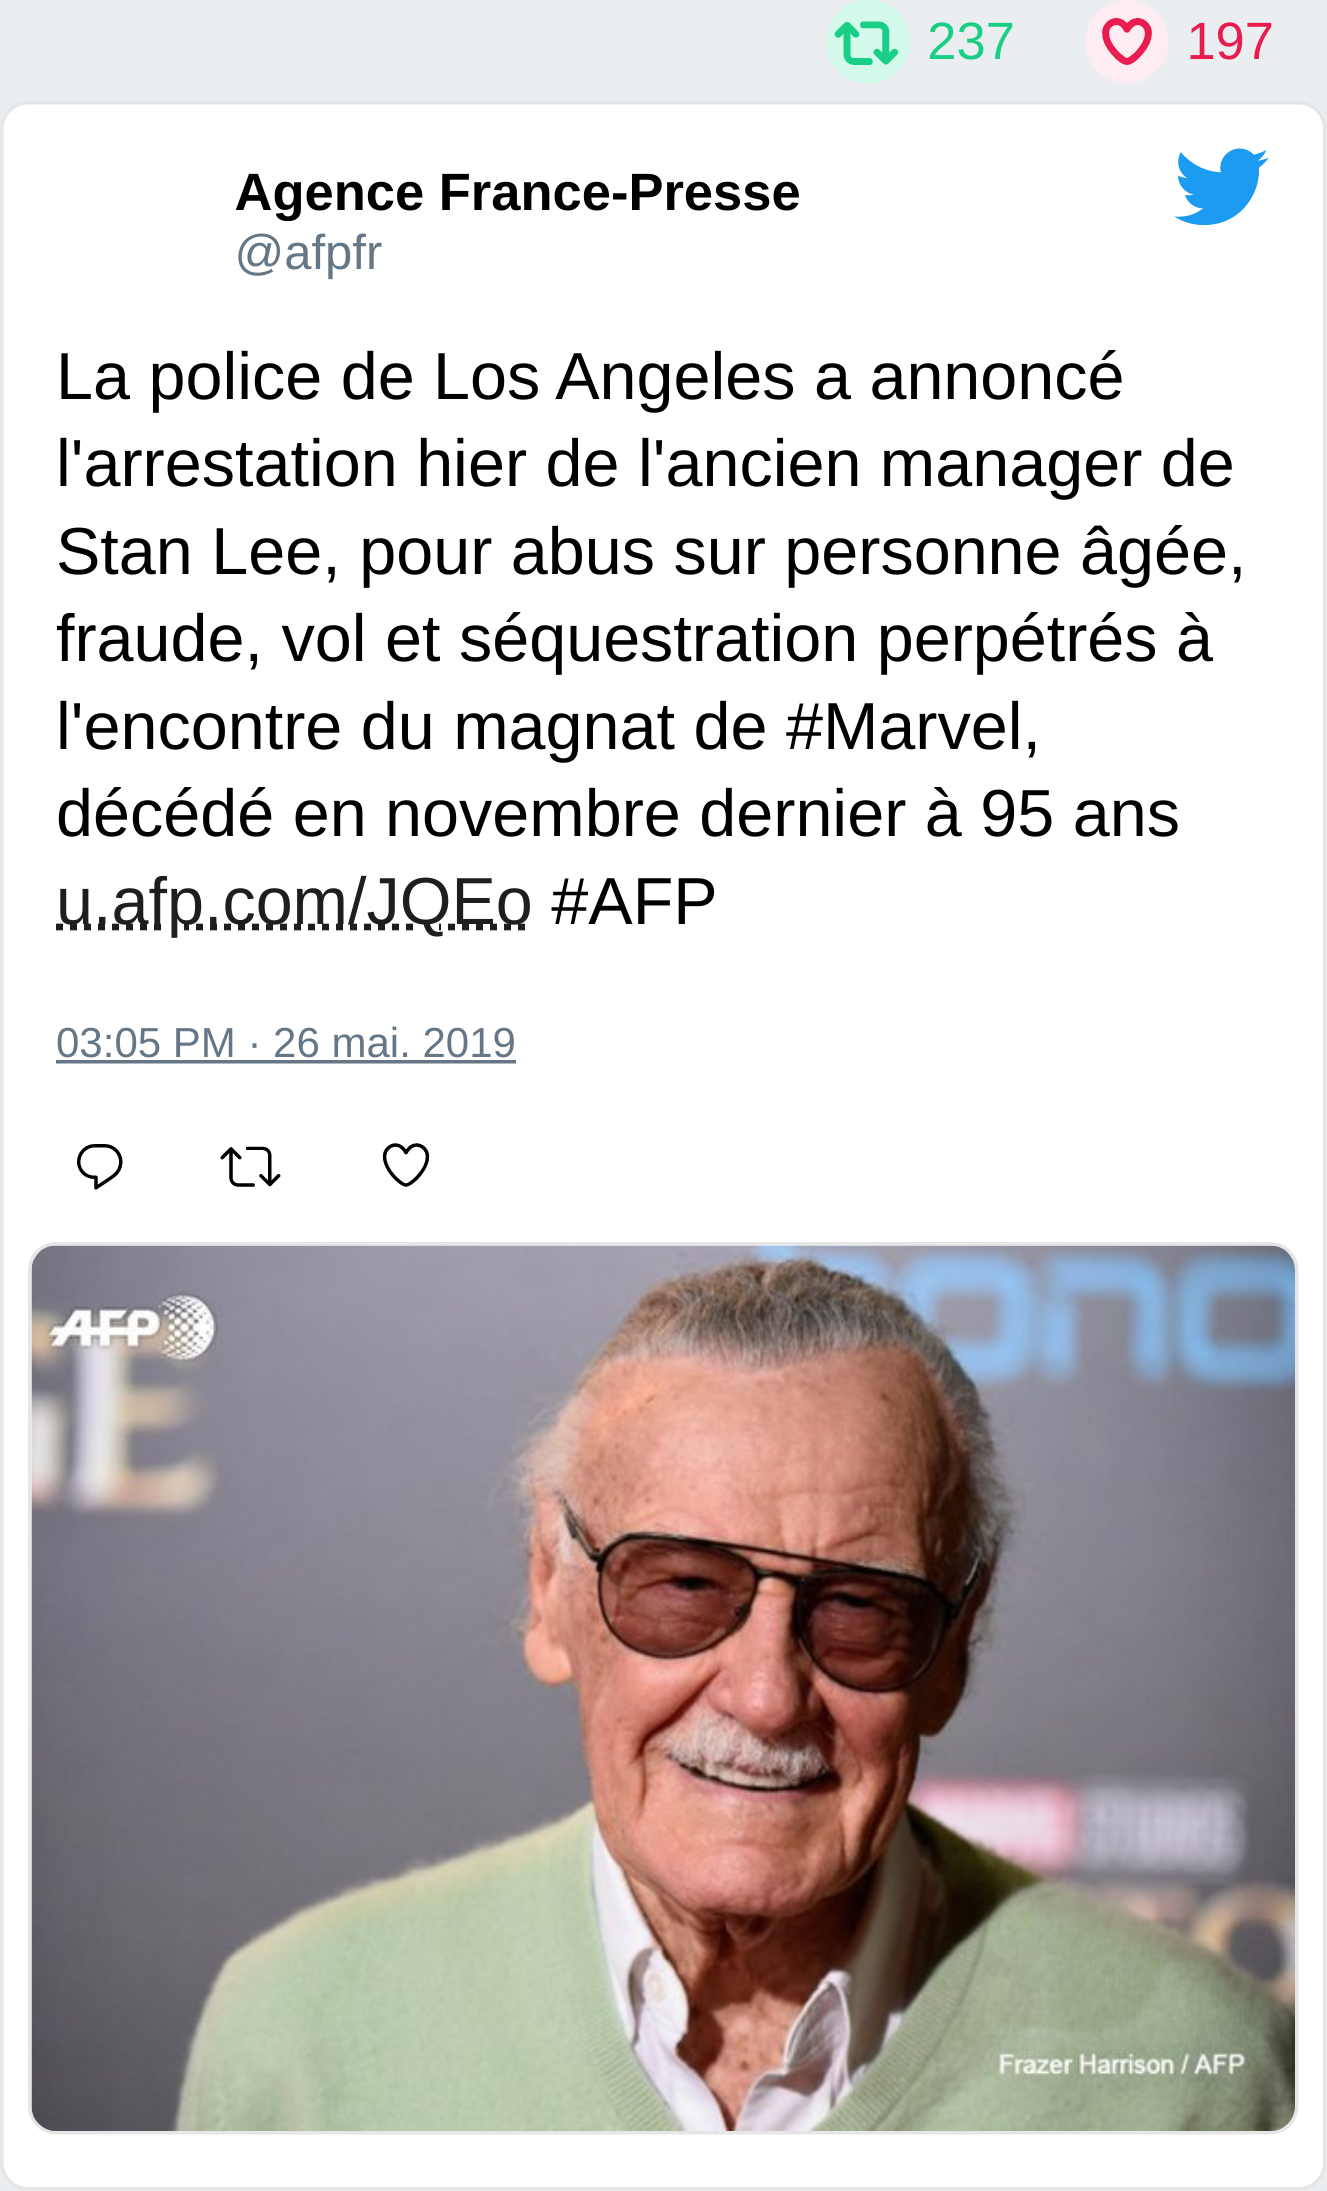 237 197
Agence France-Presse
@afpfr
La police de Los Angeles a annoncé
l'arrestation hier de l'ancien manager de
Stan Lee, pour abus sur personne âgée,
fraude, vol et séquestration perpétrés à
l'encontre du magnat de #Marvel,
décédé en novembre dernier à 95 ans
u.afp.com/JQEo #AFP
03:05 PM · 26 mai. 2019
AFP
Frazer Harrison / AFP